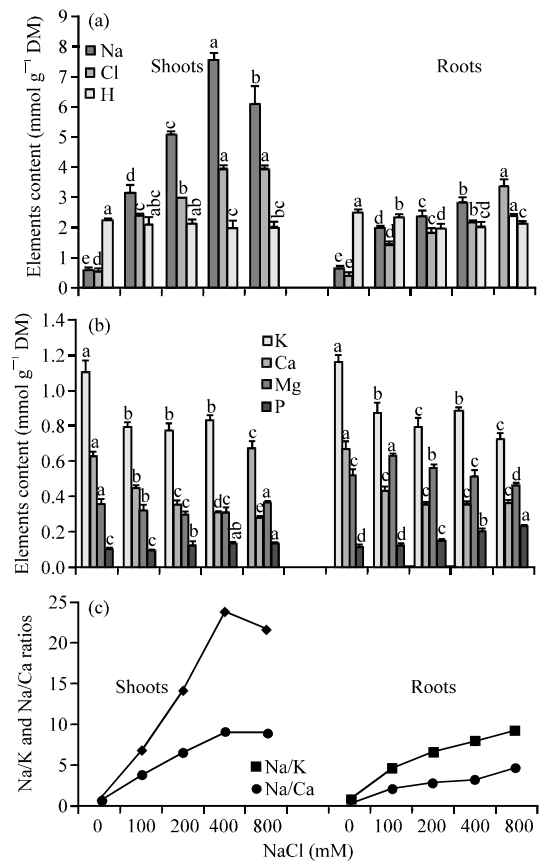 (a)
Elements content (mmol g⁻¹ DM)
9
8
7
6
5
4
3
2
1
0
Na
Cl
H
Shoots
Roots
e d a
d c abc
c b ab
a a c
b a bc
e e a
d d b
c c c
b c cd
a c c
(b)
Elements content (mmol g⁻¹ DM)
1.4
1.2
1.0
0.8
0.6
0.4
0.2
0.0
K
Ca
Mg
P
a a a c
b b b c
b c c b
b d c ab
c c a a
a a c d
b c a d
c c b c
b c c b
c c d a
(c)
Na/K and Na/Ca ratios
25
20
15
10
5
0
Shoots
Roots
Na/K
Na/Ca
0 100 200 400 800 0 100 200 400 800
NaCl (mM)